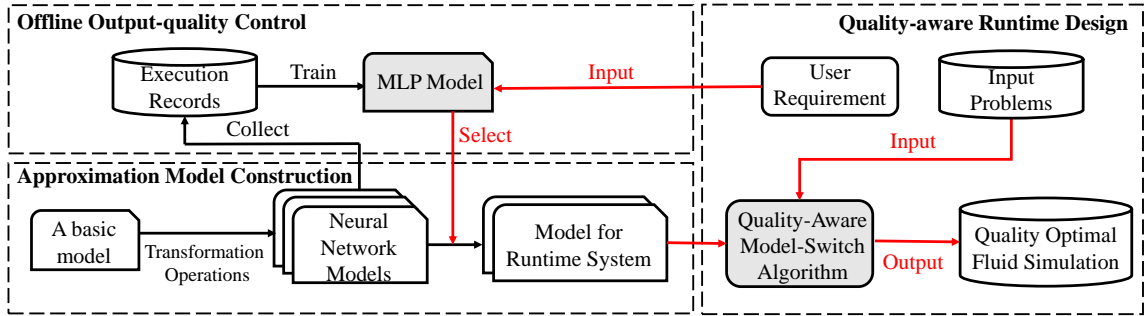 Offline Output-quality Control
Execution
Records
Train
MLP Model
Collect
Select
Input
Approximation Model Construction
A basic
model
Transformation
Operations
Neural
Network
Models
Model for
Runtime System
Quality-aware Runtime Design
User
Requirement
Input
Problems
Input
Quality-Aware
Model-Switch
Algorithm
Output
Quality Optimal
Fluid Simulation